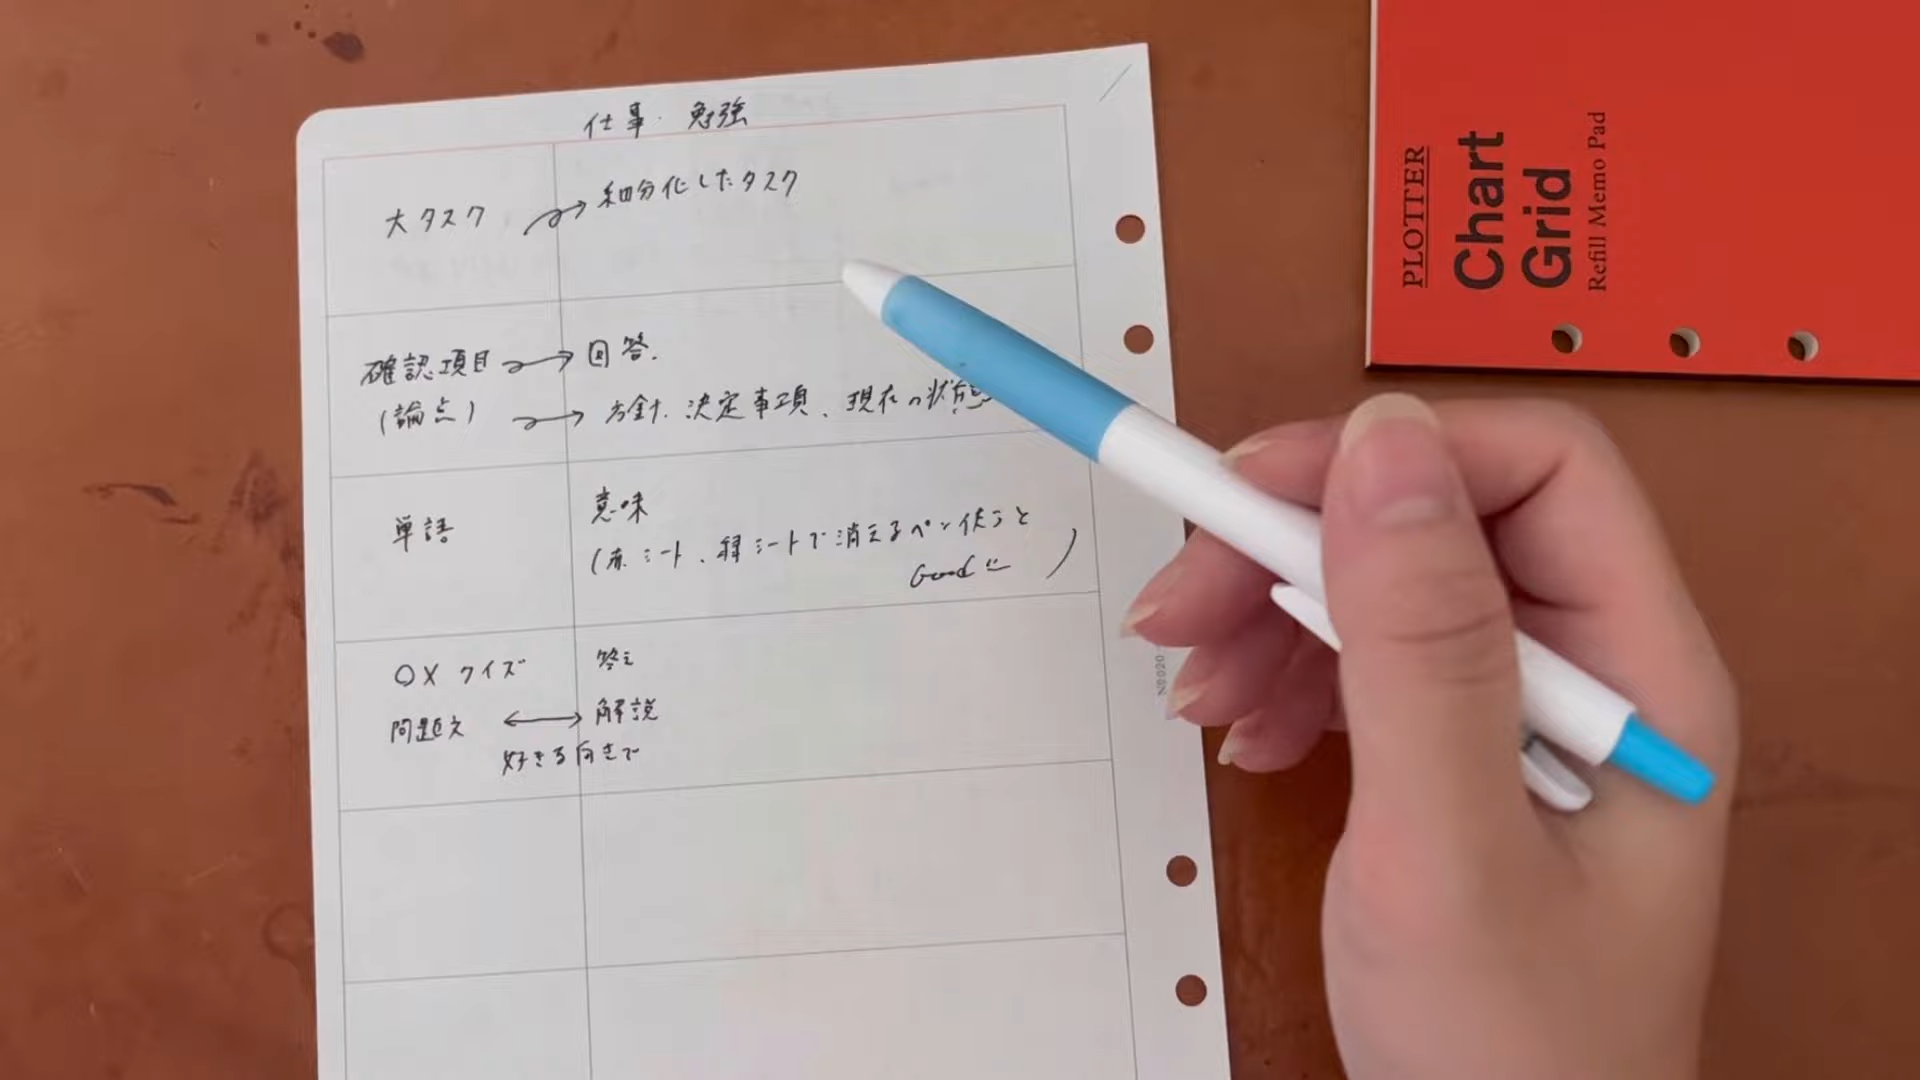 仕事・勉強
大タスク → 細分化したタスク
確認項目 → 回答.
(論点) → 方針、決定事項、現在の状態
単語 意味
(赤シート、緑シートで消えるペン使うと
Good )
○× クイズ 答え
問題文 ↔ 解説
好きな向きで
PLOTTER
Chart
Grid
Refill Memo Pad